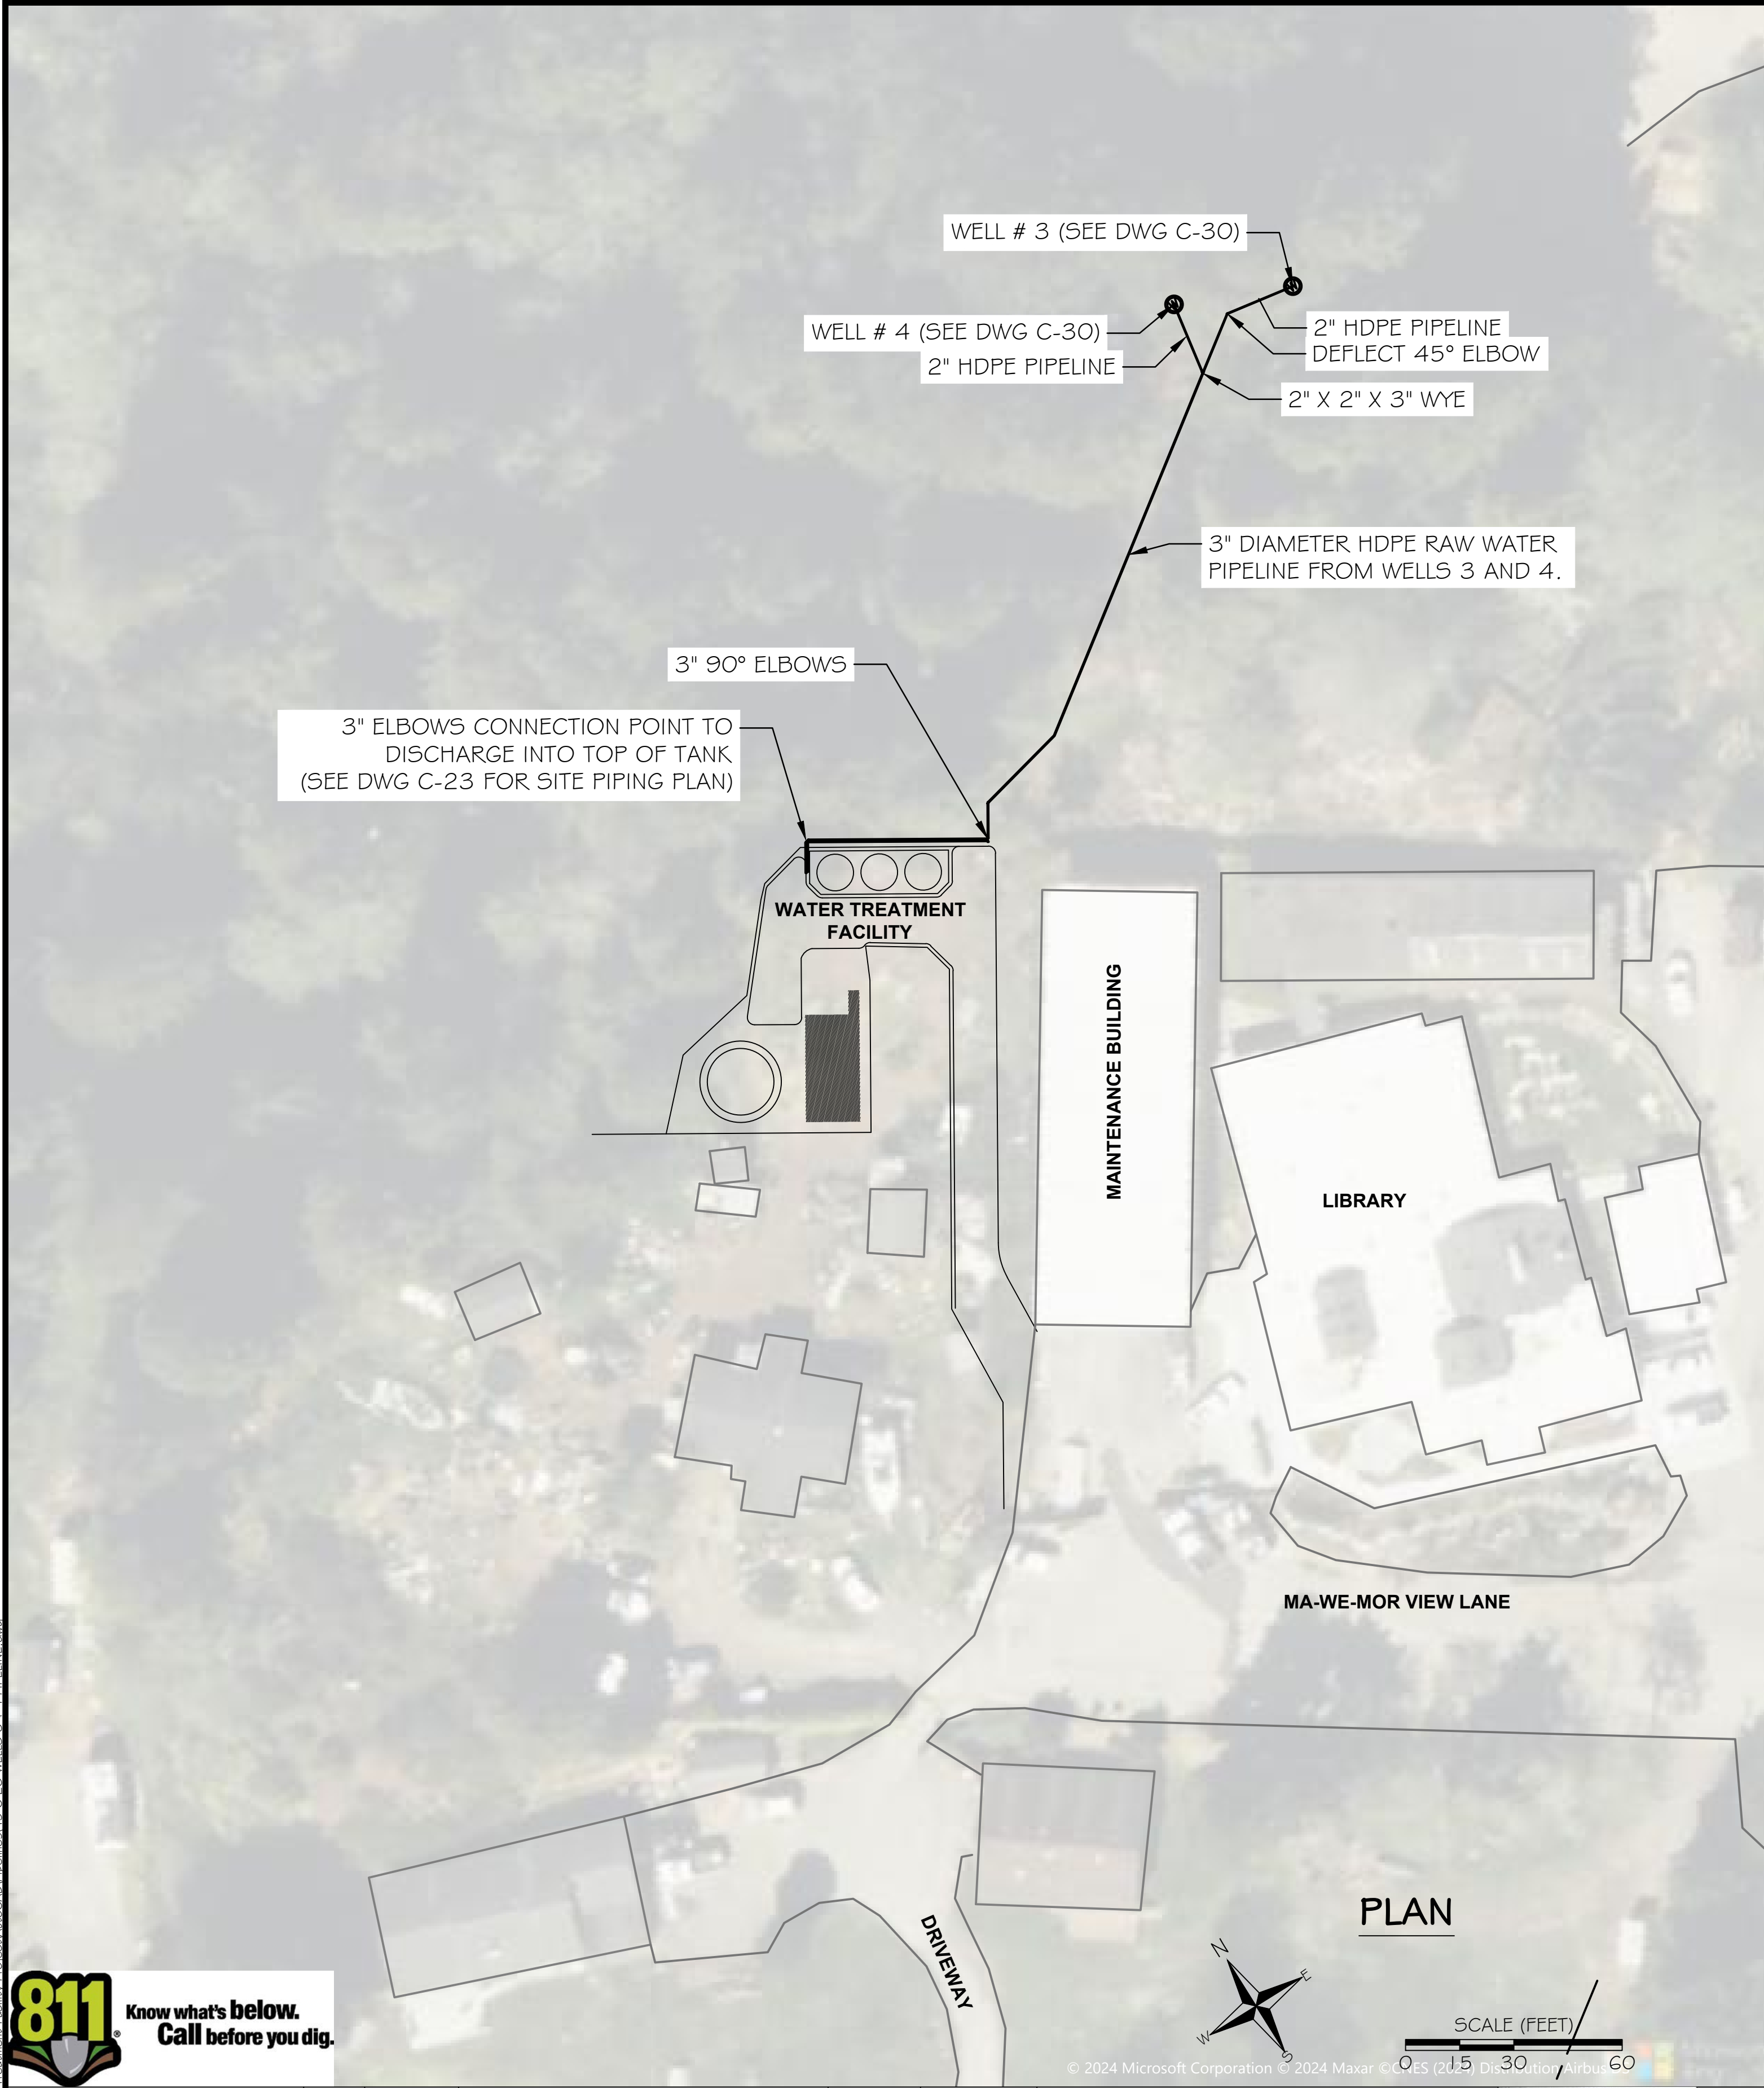 WELL # 3 (SEE DWG C-30)
WELL # 4 (SEE DWG C-30)
2" HDPE PIPELINE
2" HDPE PIPELINE
DEFLECT 45° ELBOW
2" X 2" X 3" WYE
3" DIAMETER HDPE RAW WATER
PIPELINE FROM WELLS 3 AND 4.
3" 90° ELBOWS
3" ELBOWS CONNECTION POINT TO
DISCHARGE INTO TOP OF TANK
(SEE DWG C-23 FOR SITE PIPING PLAN)
WATER TREATMENT
FACILITY
MAINTENANCE BUILDING
LIBRARY
MA-WE-MOR VIEW LANE
DRIVEWAY
PLAN
N
E
W
S
SCALE (FEET)
0 15 30 60
811
Know what's below.
Call before you dig.
© 2024 Microsoft Corporation © 2024 Maxar ©CNES (2024) Distribution Airbus